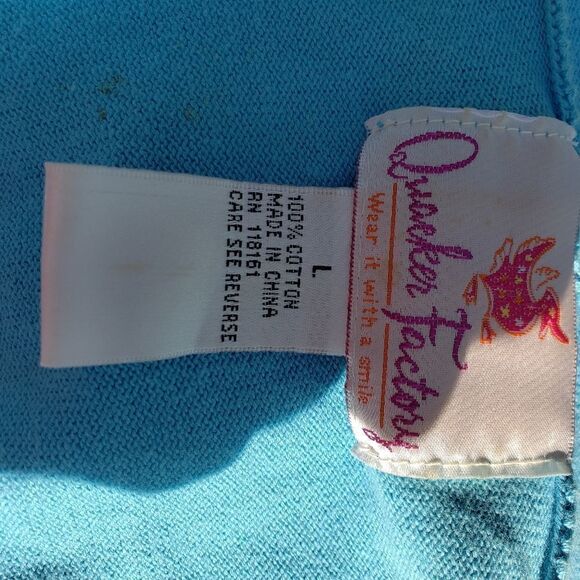 Quacker Factory
Wear it with a smile
L.
100% COTTON
MADE IN CHINA
RN 118161
CARE SEE REVERSE